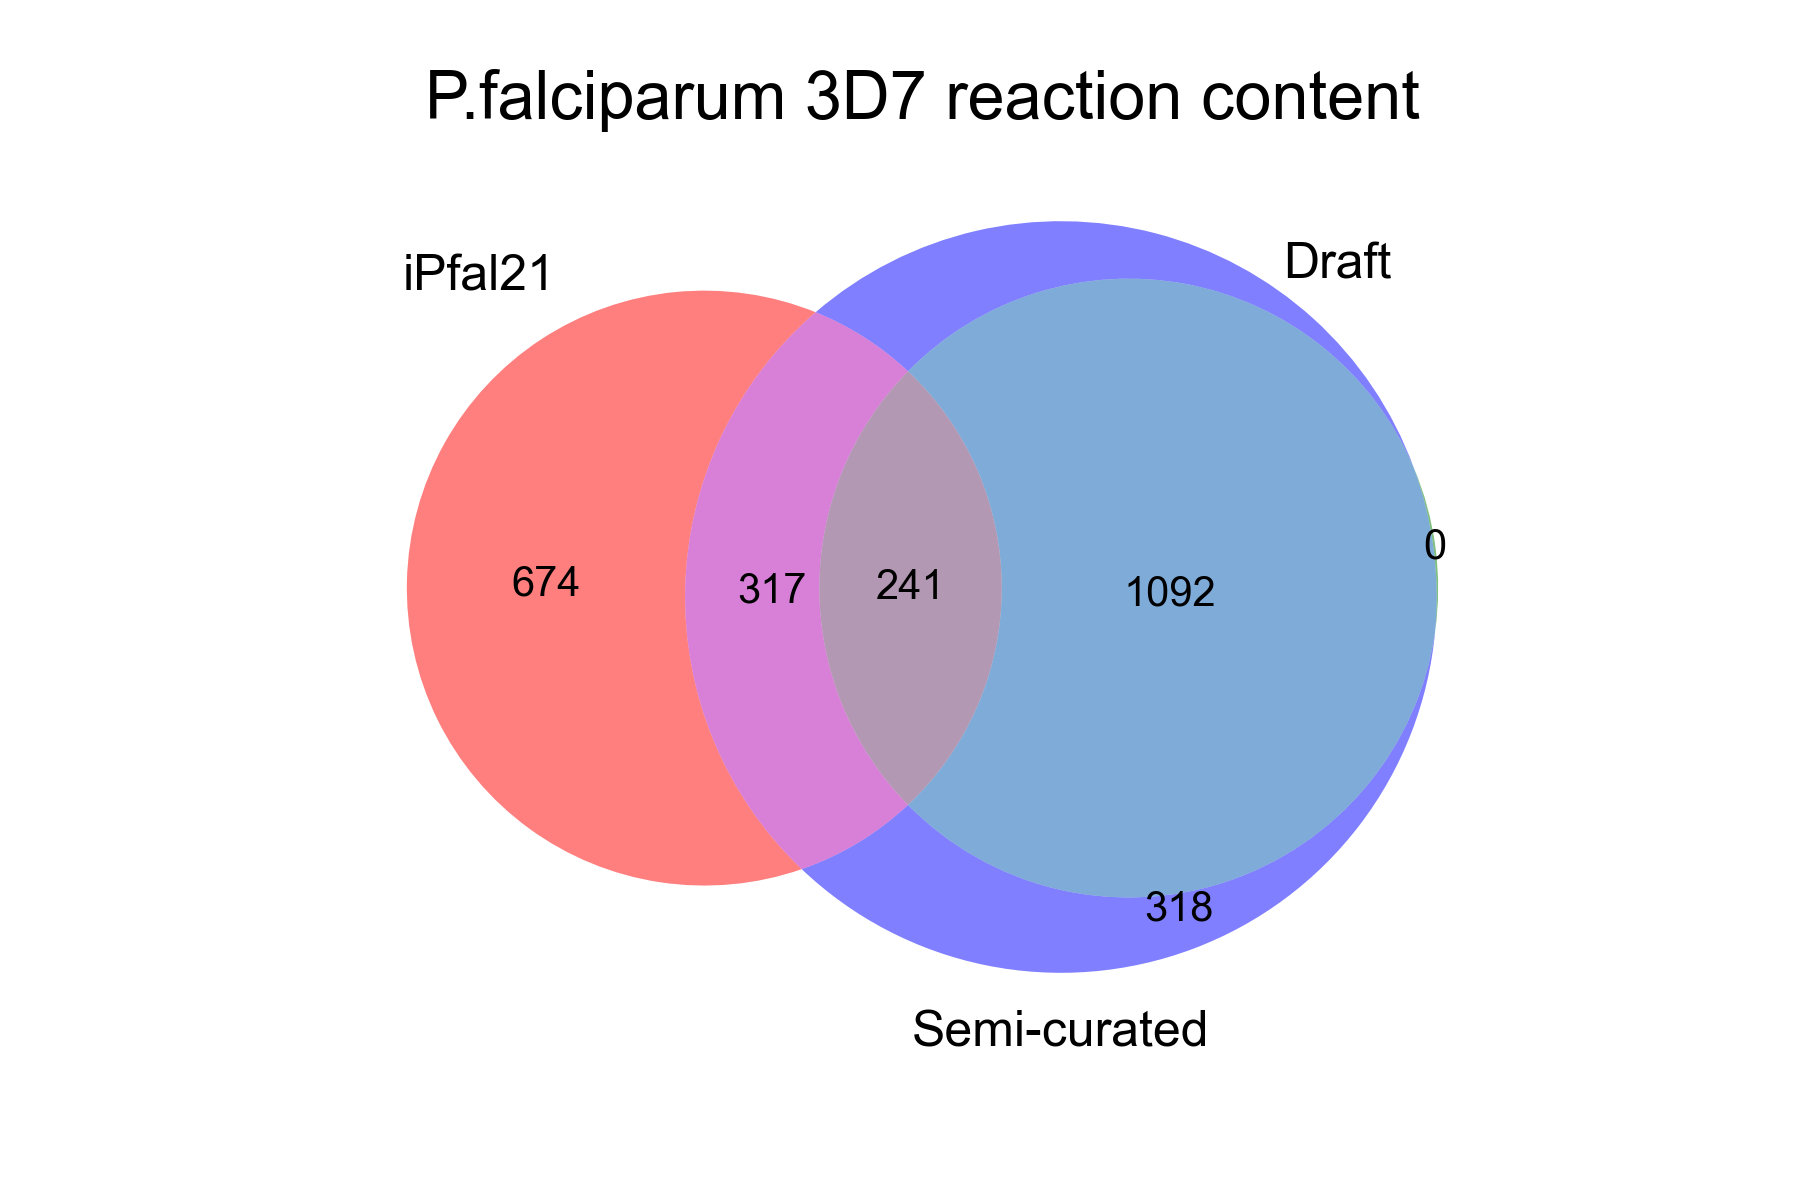 P.falciparum 3D7 reaction content
iPfal21
Draft
674
317
241
1092
0
318
Semi-curated